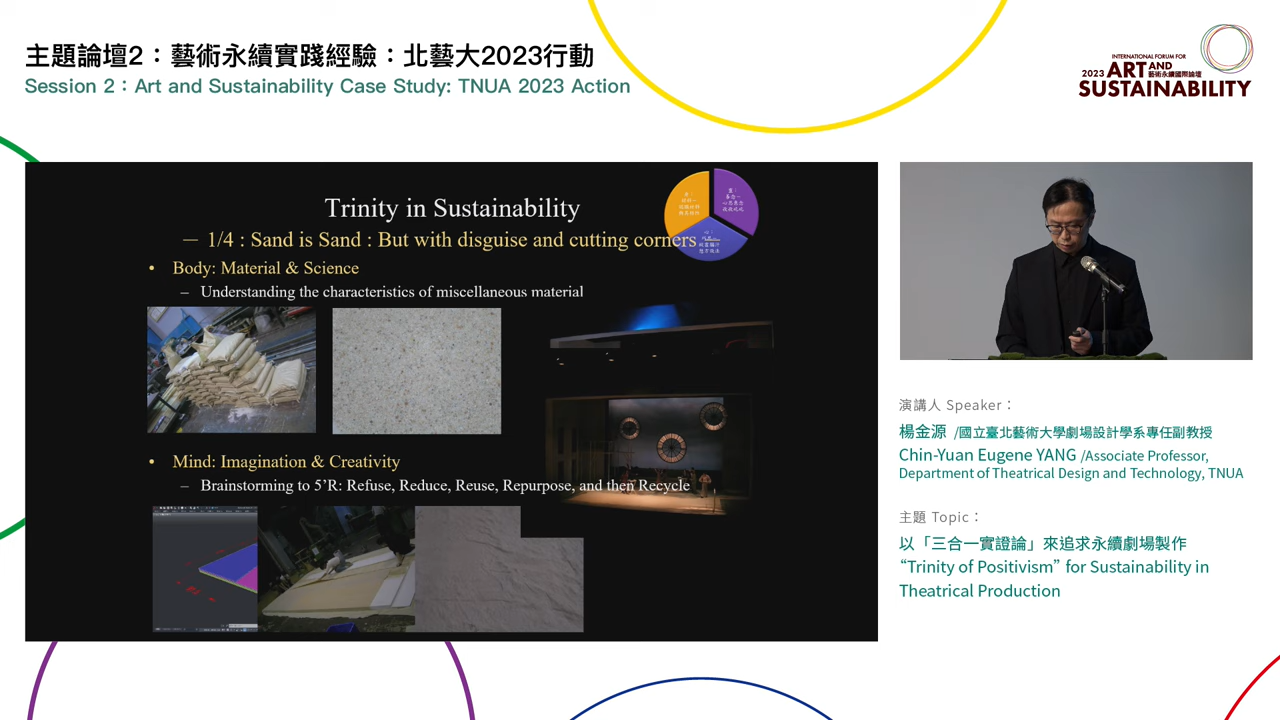 主題論壇2：藝術永續實踐經驗：北藝大2023行動
Session 2：Art and Sustainability Case Study: TNUA 2023 Action
INTERNATIONAL FORUM FOR
2023 ART AND
藝術永續國際論壇
SUSTAINABILITY
Trinity in Sustainability
— 1/4 : Sand is Sand : But with disguise and cutting corners
• Body: Material & Science
– Understanding the characteristics of miscellaneous material
• Mind: Imagination & Creativity
– Brainstorming to 5’R: Refuse, Reduce, Reuse, Repurpose, and then Recycle
演講人 Speaker：
楊金源 /國立臺北藝術大學劇場設計學系專任副教授
Chin-Yuan Eugene YANG /Associate Professor,
Department of Theatrical Design and Technology, TNUA
主題 Topic：
以「三合一實證論」來追求永續劇場製作
“Trinity of Positivism” for Sustainability in
Theatrical Production